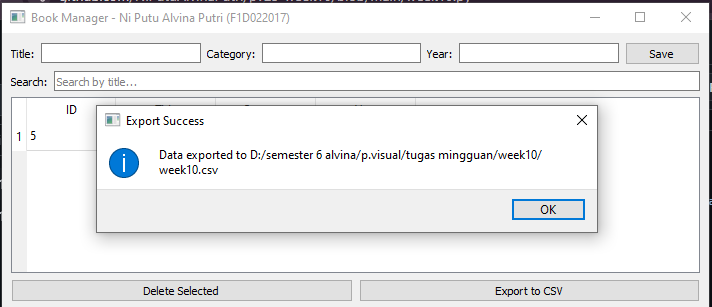 Book Manager - Ni Putu Alvina Putri (F1D022017)
Title:
Category:
Year:
Save
Search:
Search by title...
ID
1
5
Export Success
Data exported to D:/semester 6 alvina/p.visual/tugas mingguan/week10/
week10.csv
OK
Delete Selected
Export to CSV